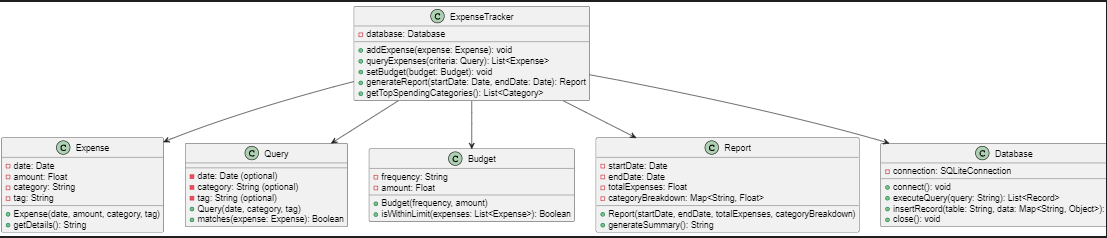 C ExpenseTracker
database: Database
addExpense(expense: Expense): void
queryExpenses(criteria: Query): List<Expense>
setBudget(budget: Budget): void
generateReport(startDate: Date, endDate: Date): Report
getTopSpendingCategories(): List<Category>
C Expense
date: Date
amount: Float
category: String
tag: String
Expense(date, amount, category, tag)
getDetails(): String
C Query
date: Date (optional)
category: String (optional)
tag: String (optional)
Query(date, category, tag)
matches(expense: Expense): Boolean
C Budget
frequency: String
amount: Float
Budget(frequency, amount)
isWithinLimit(expenses: List<Expense>): Boolean
C Report
startDate: Date
endDate: Date
totalExpenses: Float
categoryBreakdown: Map<String, Float>
Report(startDate, endDate, totalExpenses, categoryBreakdown)
generateSummary(): String
C Database
connection: SQLiteConnection
connect(): void
executeQuery(query: String): List<Record>
insertRecord(table: String, data: Map<String, Object>):
close(): void